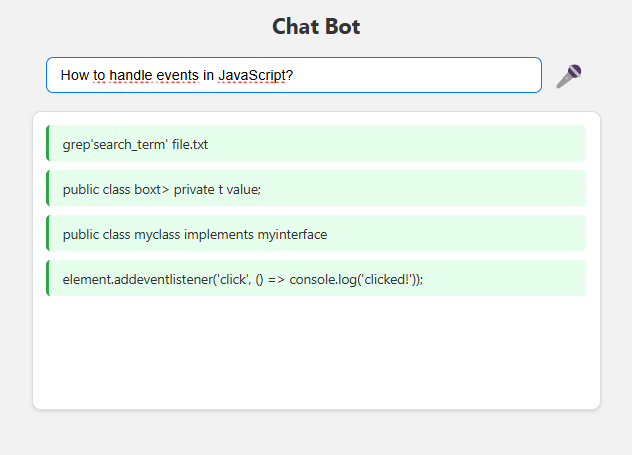 Chat Bot
How to handle events in JavaScript?
grep'search_term' file.txt
public class boxt> private t value;
public class myclass implements myinterface
element.addeventlistener('click', () => console.log('clicked!'));